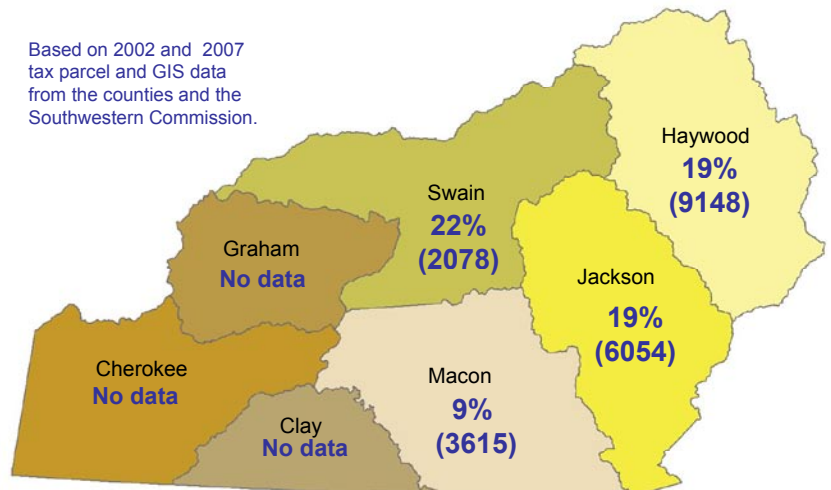 Based on 2002 and 2007
tax parcel and GIS data
from the counties and the
Southwestern Commission.
Haywood
19%
(9148)
Swain
22%
(2078)
Graham
No data
Jackson
19%
(6054)
Cherokee
No data
Macon
9%
(3615)
Clay
No data